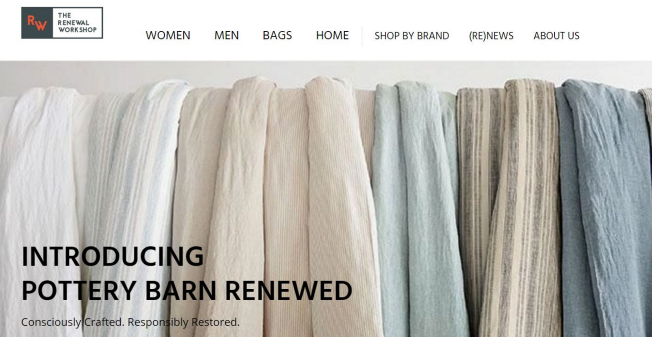 RW
THE
RENEWAL
WORKSHOP
WOMEN MEN BAGS HOME SHOP BY BRAND (RE)NEWS ABOUT US
INTRODUCING
POTTERY BARN RENEWED
Consciously Crafted. Responsibly Restored.